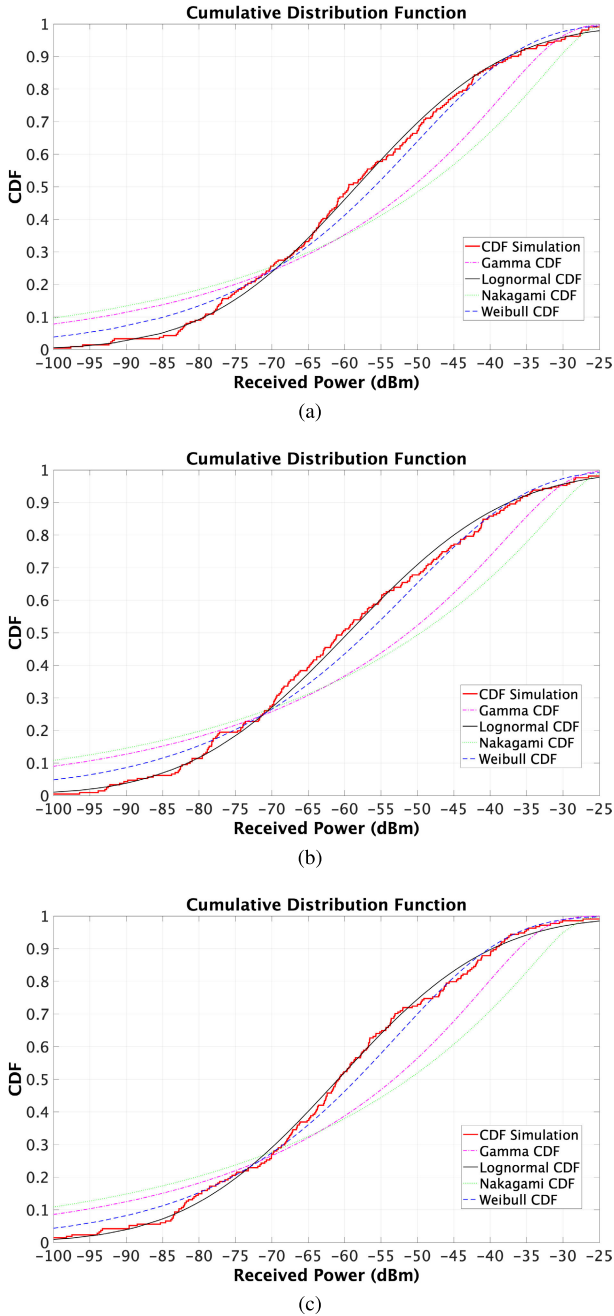 Cumulative Distribution Function
1
0.9
0.8
0.7
0.6
0.5
0.4
0.3
0.2
0.1
0
CDF
CDF Simulation
Gamma CDF
Lognormal CDF
Nakagami CDF
Weibull CDF
−100 −95 −90 −85 −80 −75 −70 −65 −60 −55 −50 −45 −40 −35 −30 −25
Received Power (dBm)
(a)
Cumulative Distribution Function
1
0.9
0.8
0.7
0.6
0.5
0.4
0.3
0.2
0.1
0
CDF
CDF Simulation
Gamma CDF
Lognormal CDF
Nakagami CDF
Weibull CDF
−100 −95 −90 −85 −80 −75 −70 −65 −60 −55 −50 −45 −40 −35 −30 −25
Received Power (dBm)
(b)
Cumulative Distribution Function
1
0.9
0.8
0.7
0.6
0.5
0.4
0.3
0.2
0.1
0
CDF
CDF Simulation
Gamma CDF
Lognormal CDF
Nakagami CDF
Weibull CDF
−100 −95 −90 −85 −80 −75 −70 −65 −60 −55 −50 −45 −40 −35 −30 −25
Received Power (dBm)
(c)